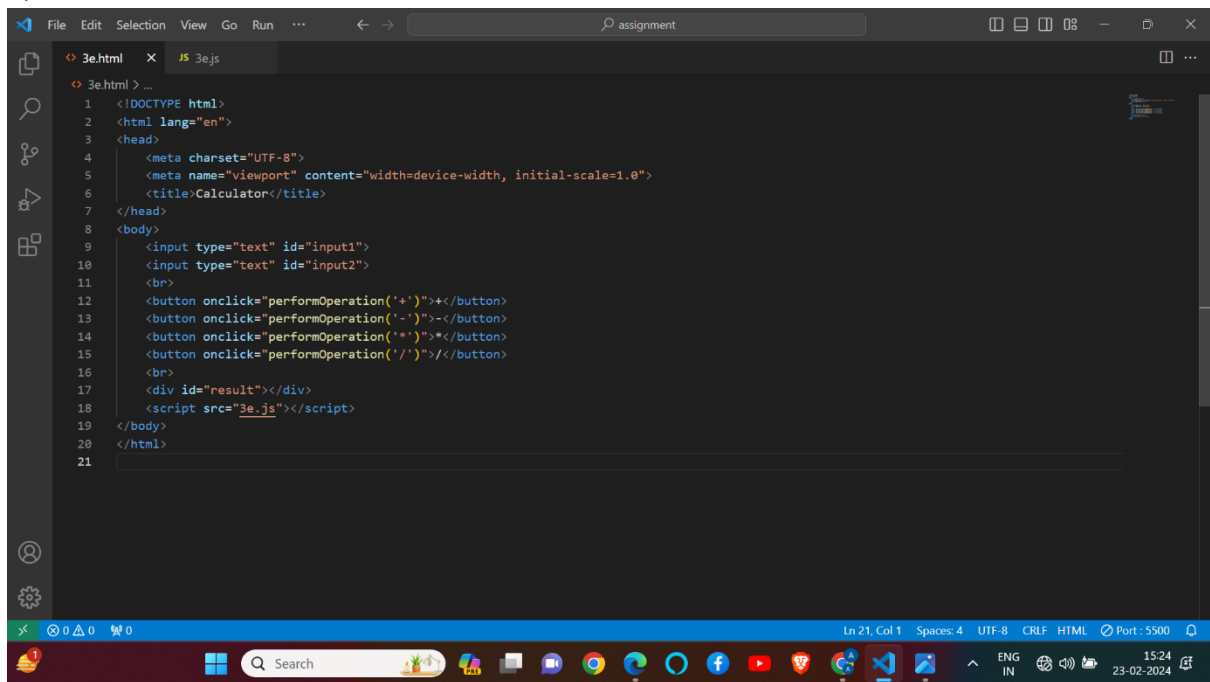 File Edit Selection View Go Run ··· assignment
3e.html JS 3e.js
3e.html > ...
1 <!DOCTYPE html>
2 <html lang="en">
3 <head>
4     <meta charset="UTF-8">
5     <meta name="viewport" content="width=device-width, initial-scale=1.0">
6     <title>Calculator</title>
7 </head>
8 <body>
9     <input type="text" id="input1">
10     <input type="text" id="input2">
11     <br>
12     <button onclick="performOperation('+')">+</button>
13     <button onclick="performOperation('-')">-</button>
14     <button onclick="performOperation('*')">*</button>
15     <button onclick="performOperation('/')">/</button>
16     <br>
17     <div id="result"></div>
18     <script src="3e.js"></script>
19 </body>
20 </html>
21
0 0 0 Ln 21, Col 1 Spaces: 4 UTF-8 CRLF HTML Port : 5500
1 Search PRE ENG 15:24
IN 23-02-2024